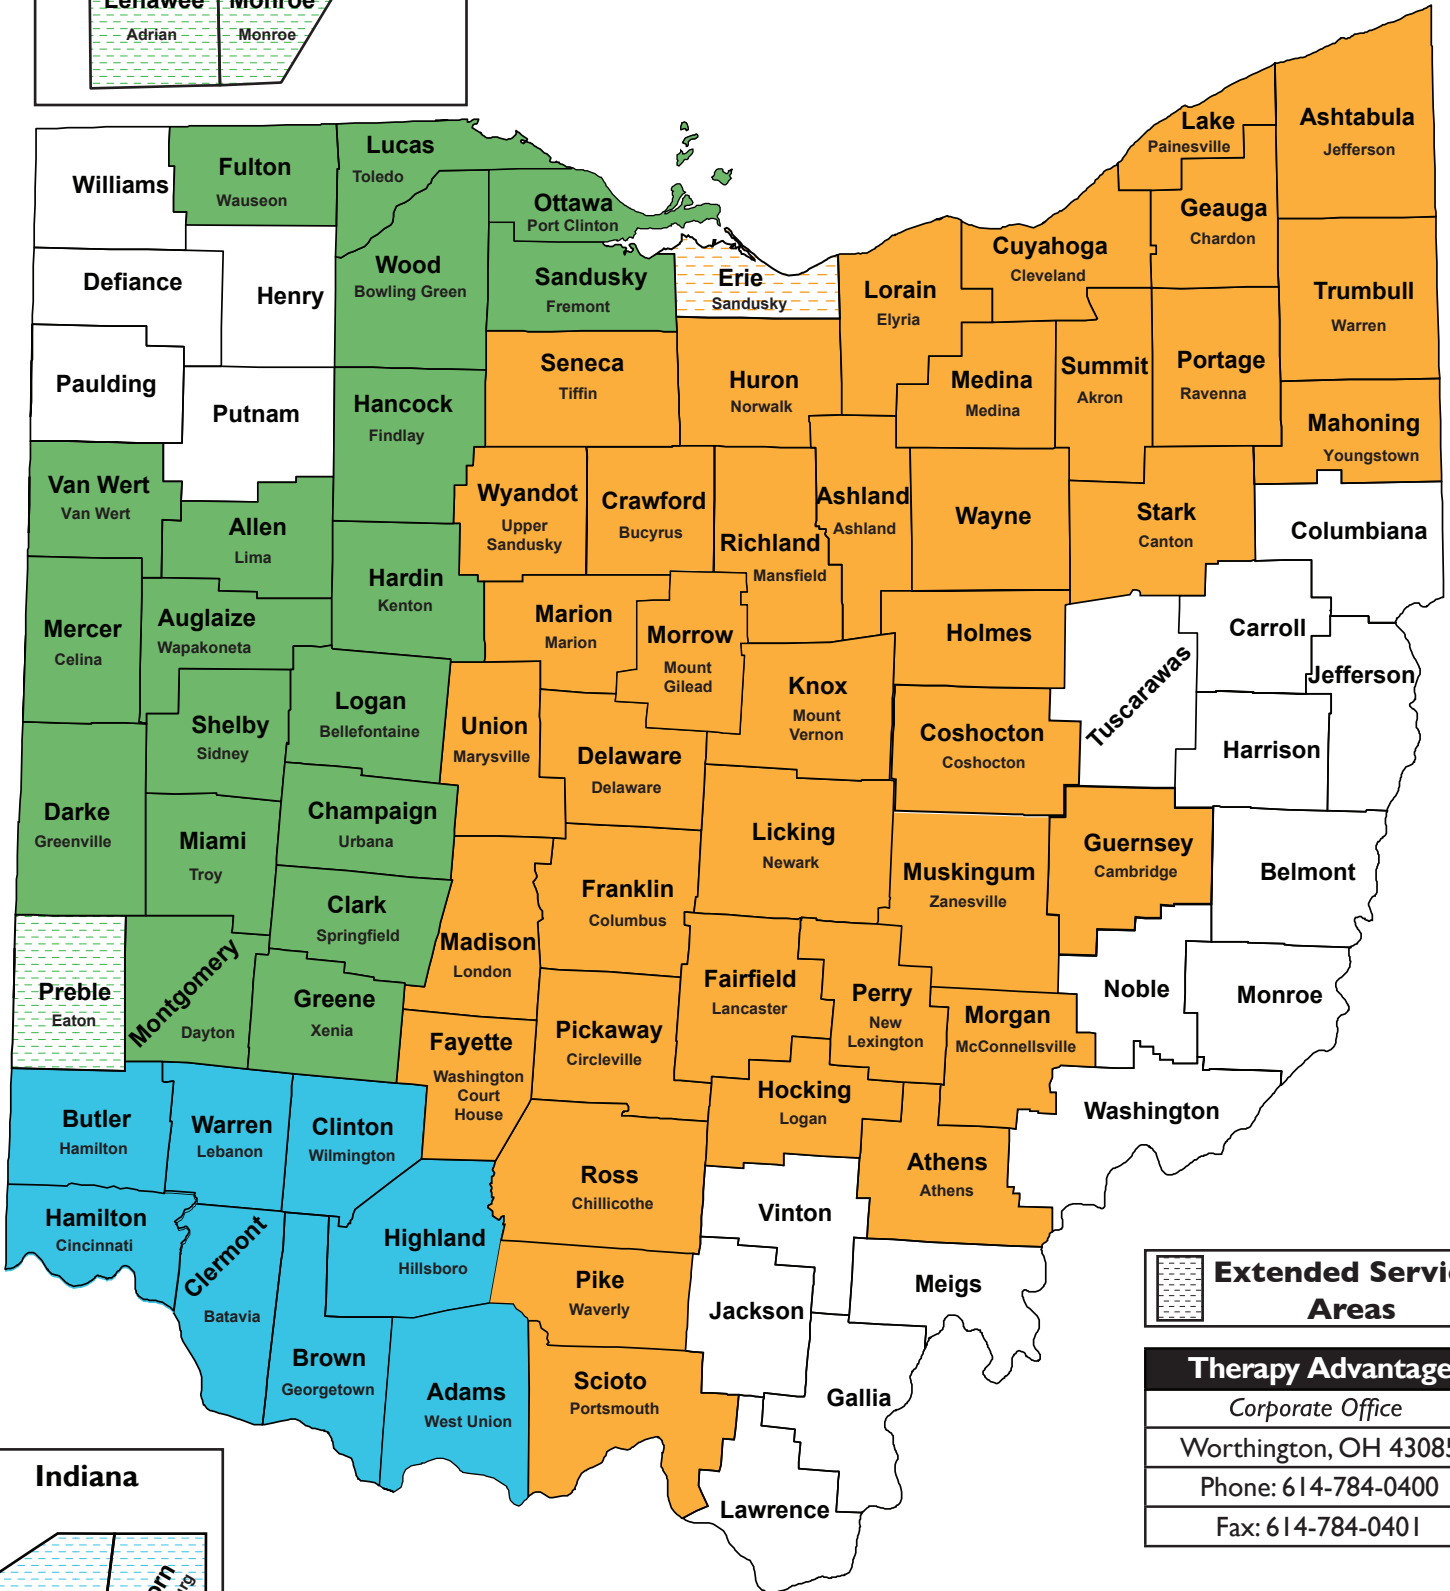 Lenawee
Monroe
Adrian
Monroe
Williams
Fulton
Wauseon
Lucas
Toledo
Ottawa
Port Clinton
Lake
Painesville
Ashtabula
Jefferson
Defiance
Henry
Wood
Bowling Green
Sandusky
Fremont
Erie
Sandusky
Lorain
Elyria
Cuyahoga
Cleveland
Geauga
Chardon
Trumbull
Warren
Paulding
Putnam
Hancock
Findlay
Seneca
Tiffin
Huron
Norwalk
Medina
Medina
Summit
Akron
Portage
Ravenna
Mahoning
Youngstown
Van Wert
Van Wert
Allen
Lima
Wyandot
Upper
Sandusky
Crawford
Bucyrus
Richland
Mansfield
Ashland
Ashland
Wayne
Stark
Canton
Columbiana
Mercer
Celina
Auglaize
Wapakoneta
Hardin
Kenton
Marion
Marion
Morrow
Mount
Gilead
Knox
Mount
Vernon
Holmes
Tuscarawas
Carroll
Jefferson
Shelby
Sidney
Logan
Bellefontaine
Union
Marysville
Delaware
Delaware
Coshocton
Coshocton
Harrison
Darke
Greenville
Miami
Troy
Champaign
Urbana
Clark
Springfield
Franklin
Columbus
Licking
Newark
Muskingum
Zanesville
Guernsey
Cambridge
Belmont
Preble
Eaton
Montgomery
Dayton
Greene
Xenia
Madison
London
Fayette
Washington
Court
House
Pickaway
Circleville
Fairfield
Lancaster
Perry
New
Lexington
Morgan
McConnellsville
Noble
Monroe
Butler
Hamilton
Warren
Lebanon
Clinton
Wilmington
Hocking
Logan
Washington
Hamilton
Cincinnati
Clermont
Batavia
Highland
Hillsboro
Ross
Chillicothe
Athens
Athens
Vinton
Brown
Georgetown
Adams
West Union
Pike
Waverly
Scioto
Portsmouth
Jackson
Meigs
Gallia
Lawrence
Extended Servi
Areas
Therapy Advantage
Corporate Office
Worthington, OH 43085
Phone: 614-784-0400
Fax: 614-784-0401
Indiana
orn
rg